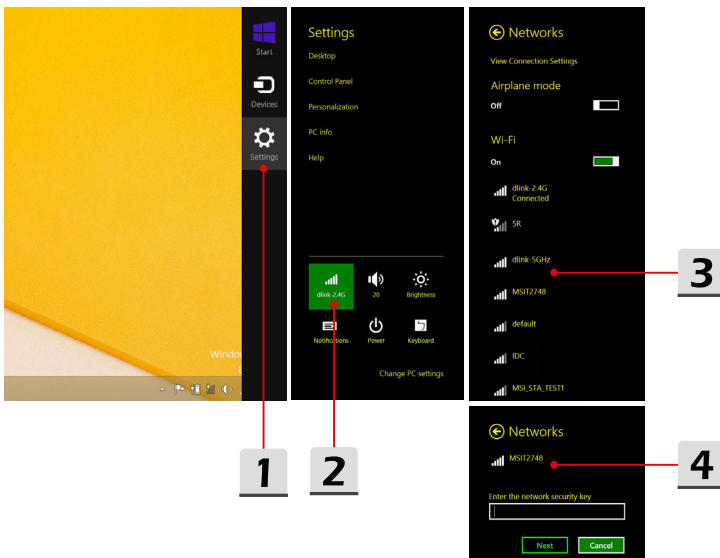 Start
Devices
Settings
Windo
1
Settings
Desktop
Control Panel
Personalization
PC info
Help
dlink-2.4G
20
Brightness
Notifications
Power
Keyboard
Change PC settings
2
Networks
View Connection Settings
Airplane mode
Off
Wi-Fi
On
dlink-2.4G
Connected
5R
dlink-5GHz
MSIT2748
default
IDC
MSI_STA_TEST1
3
Networks
MSIT2748
Enter the network security key
Next
Cancel
4